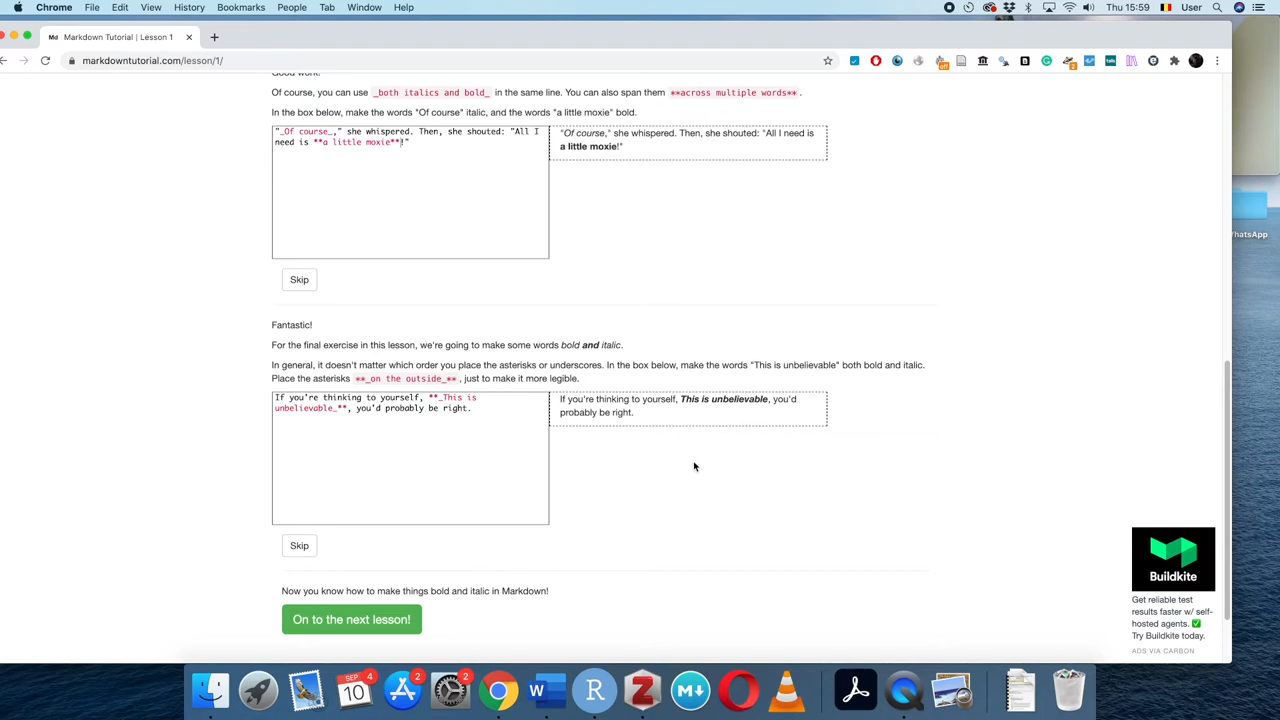 Chrome File Edit View History Bookmarks People Tab Window Help
Thu 15:59 User
Md Markdown Tutorial | Lesson 1
markdowntutorial.com/lesson/1/
Good work!
Of course, you can use _both italics and bold_ in the same line. You can also span them **across multiple words**.
In the box below, make the words "Of course" italic, and the words "a little moxie" bold.
"_Of course_," she whispered. Then, she shouted: "All I
need is **a little moxie**!"
"Of course," she whispered. Then, she shouted: "All I need is
a little moxie!"
Skip
Fantastic!
For the final exercise in this lesson, we're going to make some words bold and italic.
In general, it doesn't matter which order you place the asterisks or underscores. In the box below, make the words "This is unbelievable" both bold and italic.
Place the asterisks **_on the outside_**, just to make it more legible.
If you're thinking to yourself, **_This is
unbelievable_**, you'd probably be right.
If you're thinking to yourself, This is unbelievable, you'd
probably be right.
Skip
Now you know how to make things bold and italic in Markdown!
On to the next lesson!
Buildkite
Get reliable test
results faster w/ self-
hosted agents. ✅
Try Buildkite today.
ADS VIA CARBON
WhatsApp
SEP
10
4
2
2
W
R
Z
M